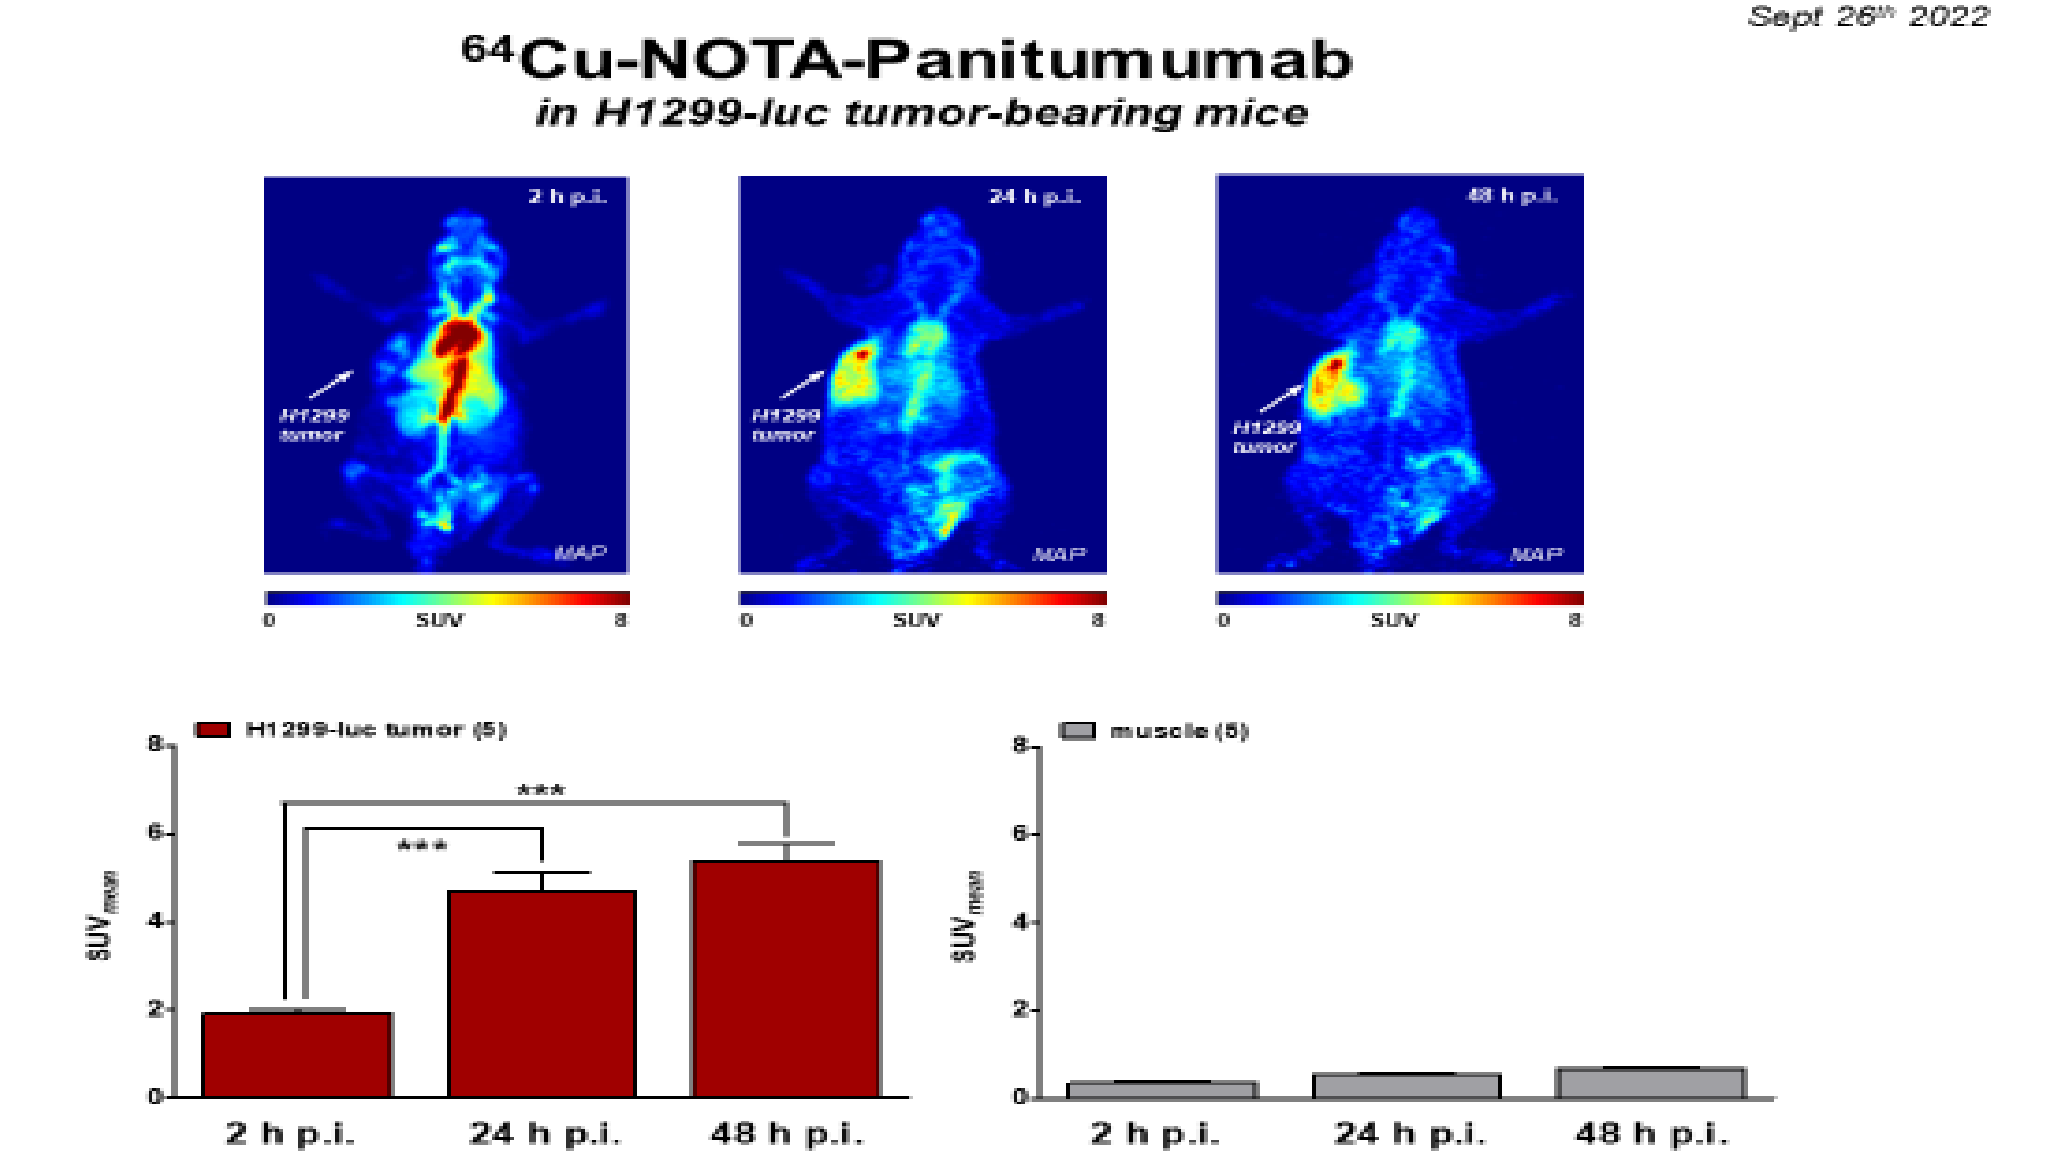 Sept 26th 2022
64Cu-NOTA-Panitumumab
in H1299-luc tumor-bearing mice
2 h p.i.
H1299
tumor
MAP
0 SUV 8
24 h p.i.
H1299
tumor
MAP
0 SUV 8
48 h p.i.
H1299
tumor
MAP
0 SUV 8
H1299-luc tumor (5)
8
6
4
2
0
SUVmean
***
***
2 h p.i. 24 h p.i. 48 h p.i.
muscle (5)
8
6
4
2
0
SUVmean
2 h p.i. 24 h p.i. 48 h p.i.